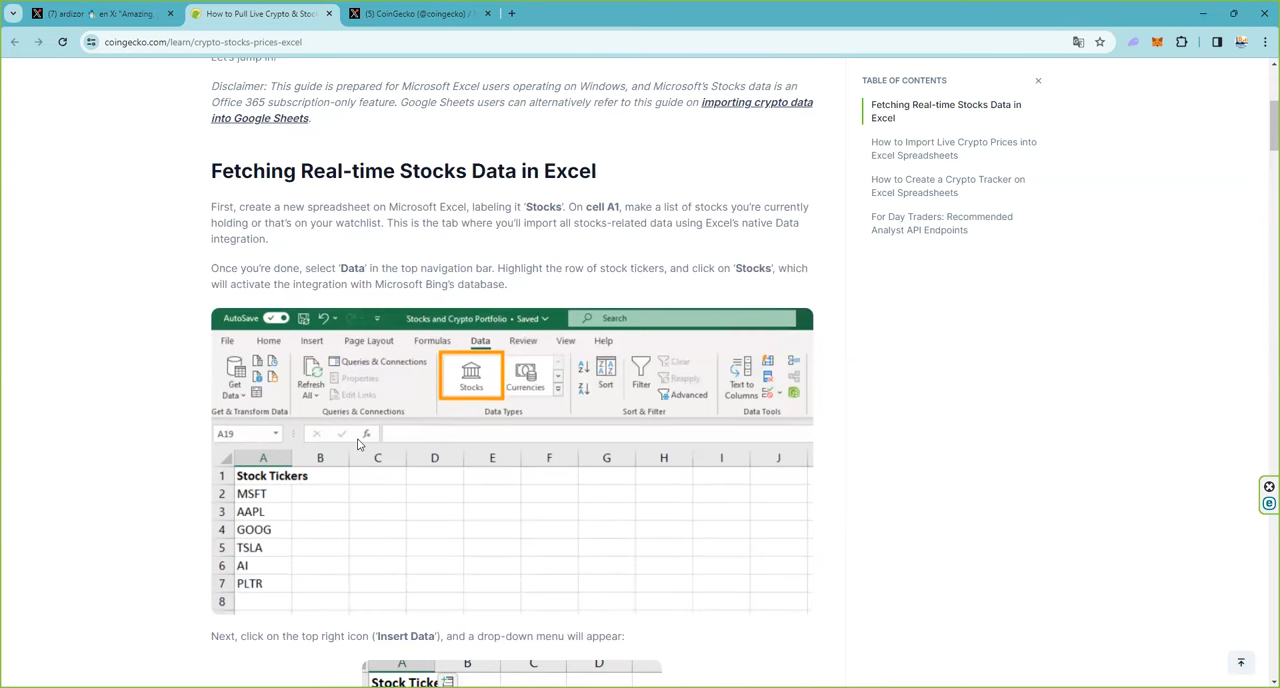 (7) ardizor 🐧 en X: "Amazing,
How to Pull Live Crypto & Stoc
(5) CoinGecko (@coingecko) /
coingecko.com/learn/crypto-stocks-prices-excel
Let's jump in!
Disclaimer: This guide is prepared for Microsoft Excel users operating on Windows, and Microsoft's Stocks data is an
Office 365 subscription-only feature. Google Sheets users can alternatively refer to this guide on importing crypto data
into Google Sheets.
Fetching Real-time Stocks Data in Excel
First, create a new spreadsheet on Microsoft Excel, labeling it 'Stocks'. On cell A1, make a list of stocks you're currently
holding or that's on your watchlist. This is the tab where you'll import all stocks-related data using Excel's native Data
integration.
Once you're done, select 'Data' in the top navigation bar. Highlight the row of stock tickers, and click on 'Stocks', which
will activate the integration with Microsoft Bing's database.
AutoSave Stocks and Crypto Portfolio • Saved Search
File Home Insert Page Layout Formulas Data Review View Help
Get Data
Refresh All
Queries & Connections
Properties
Edit Links
Stocks
Currencies
Sort
Filter
Clear
Reapply
Advanced
Text to Columns
Get & Transform Data Queries & Connections Data Types Sort & Filter Data Tools
A19 fx
A B C D E F G H I J
1 Stock Tickers
2 MSFT
3 AAPL
4 GOOG
5 TSLA
6 AI
7 PLTR
8
Next, click on the top right icon ('Insert Data'), and a drop-down menu will appear:
A B C D
Stock Ticke
TABLE OF CONTENTS
Fetching Real-time Stocks Data in
Excel
How to Import Live Crypto Prices into
Excel Spreadsheets
How to Create a Crypto Tracker on
Excel Spreadsheets
For Day Traders: Recommended
Analyst API Endpoints